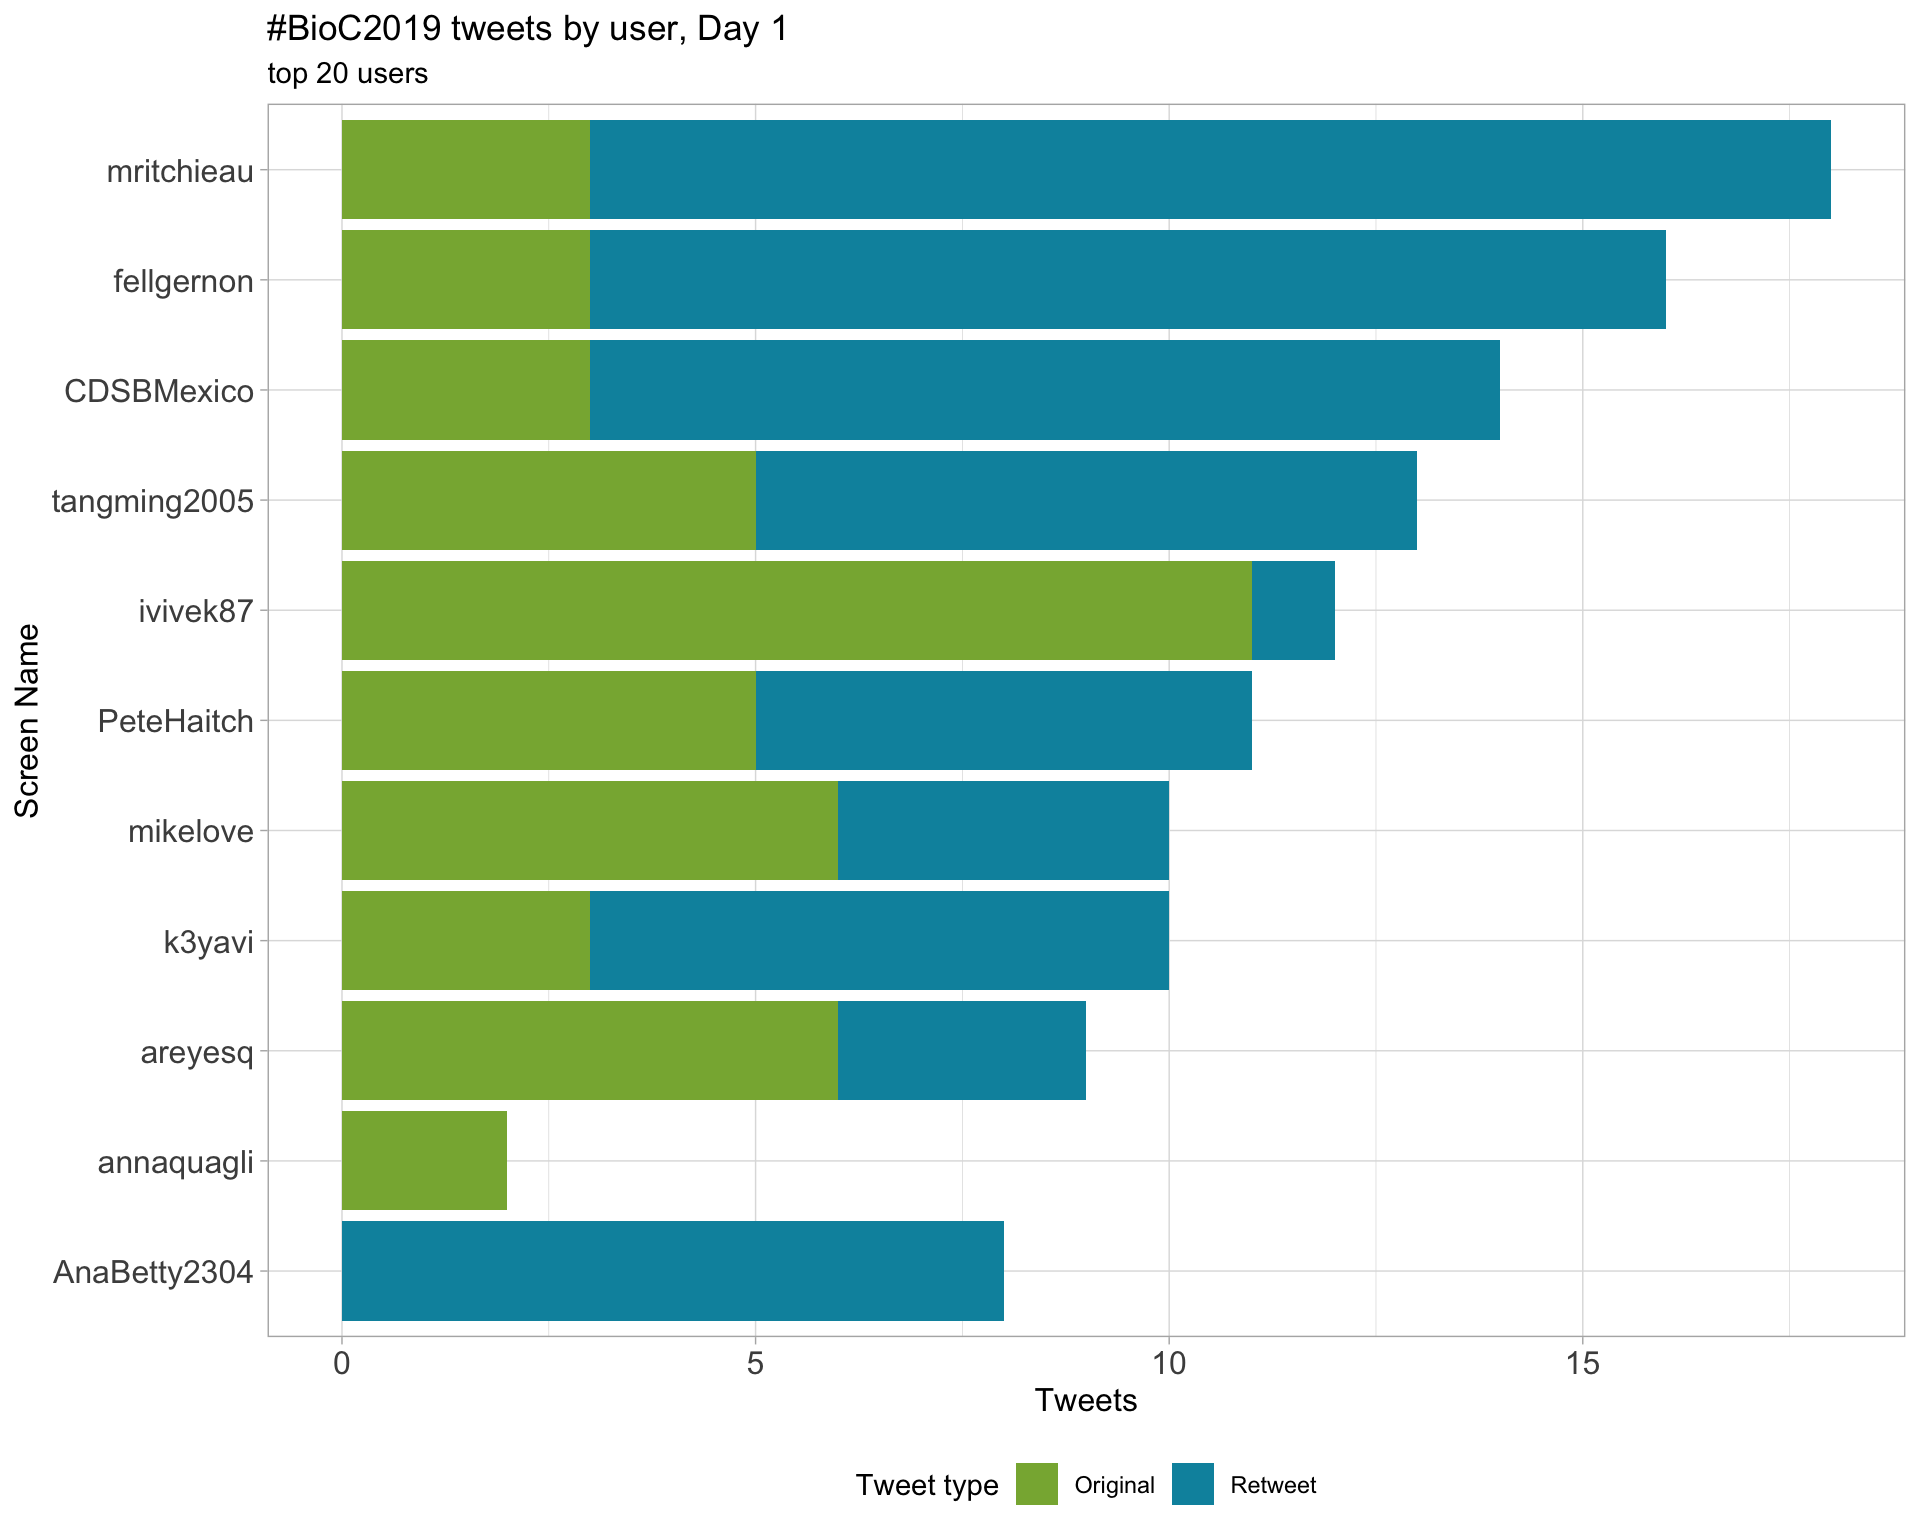 #BioC2019 tweets by user, Day 1
top 20 users
Screen Name
mritchieau
fellgernon
CDSBMexico
tangming2005
ivivek87
PeteHaitch
mikelove
k3yavi
areyesq
annaquagli
AnaBetty2304
0 5 10 15
Tweets
Tweet type Original Retweet